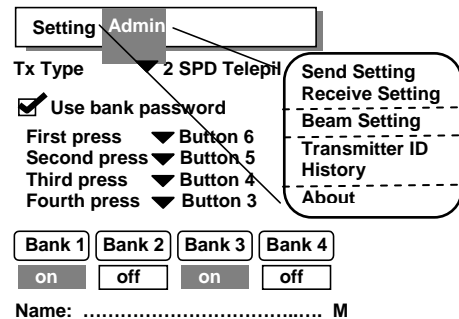 Setting Admin
Tx Type 2 SPD Telepil
Use bank password
First press Button 6
Second press Button 5
Third press Button 4
Fourth press Button 3
Send Setting
Receive Setting
Beam Setting
Transmitter ID
History
About
Bank 1 Bank 2 Bank 3 Bank 4
on off on off
Name: ……………………………..…. M